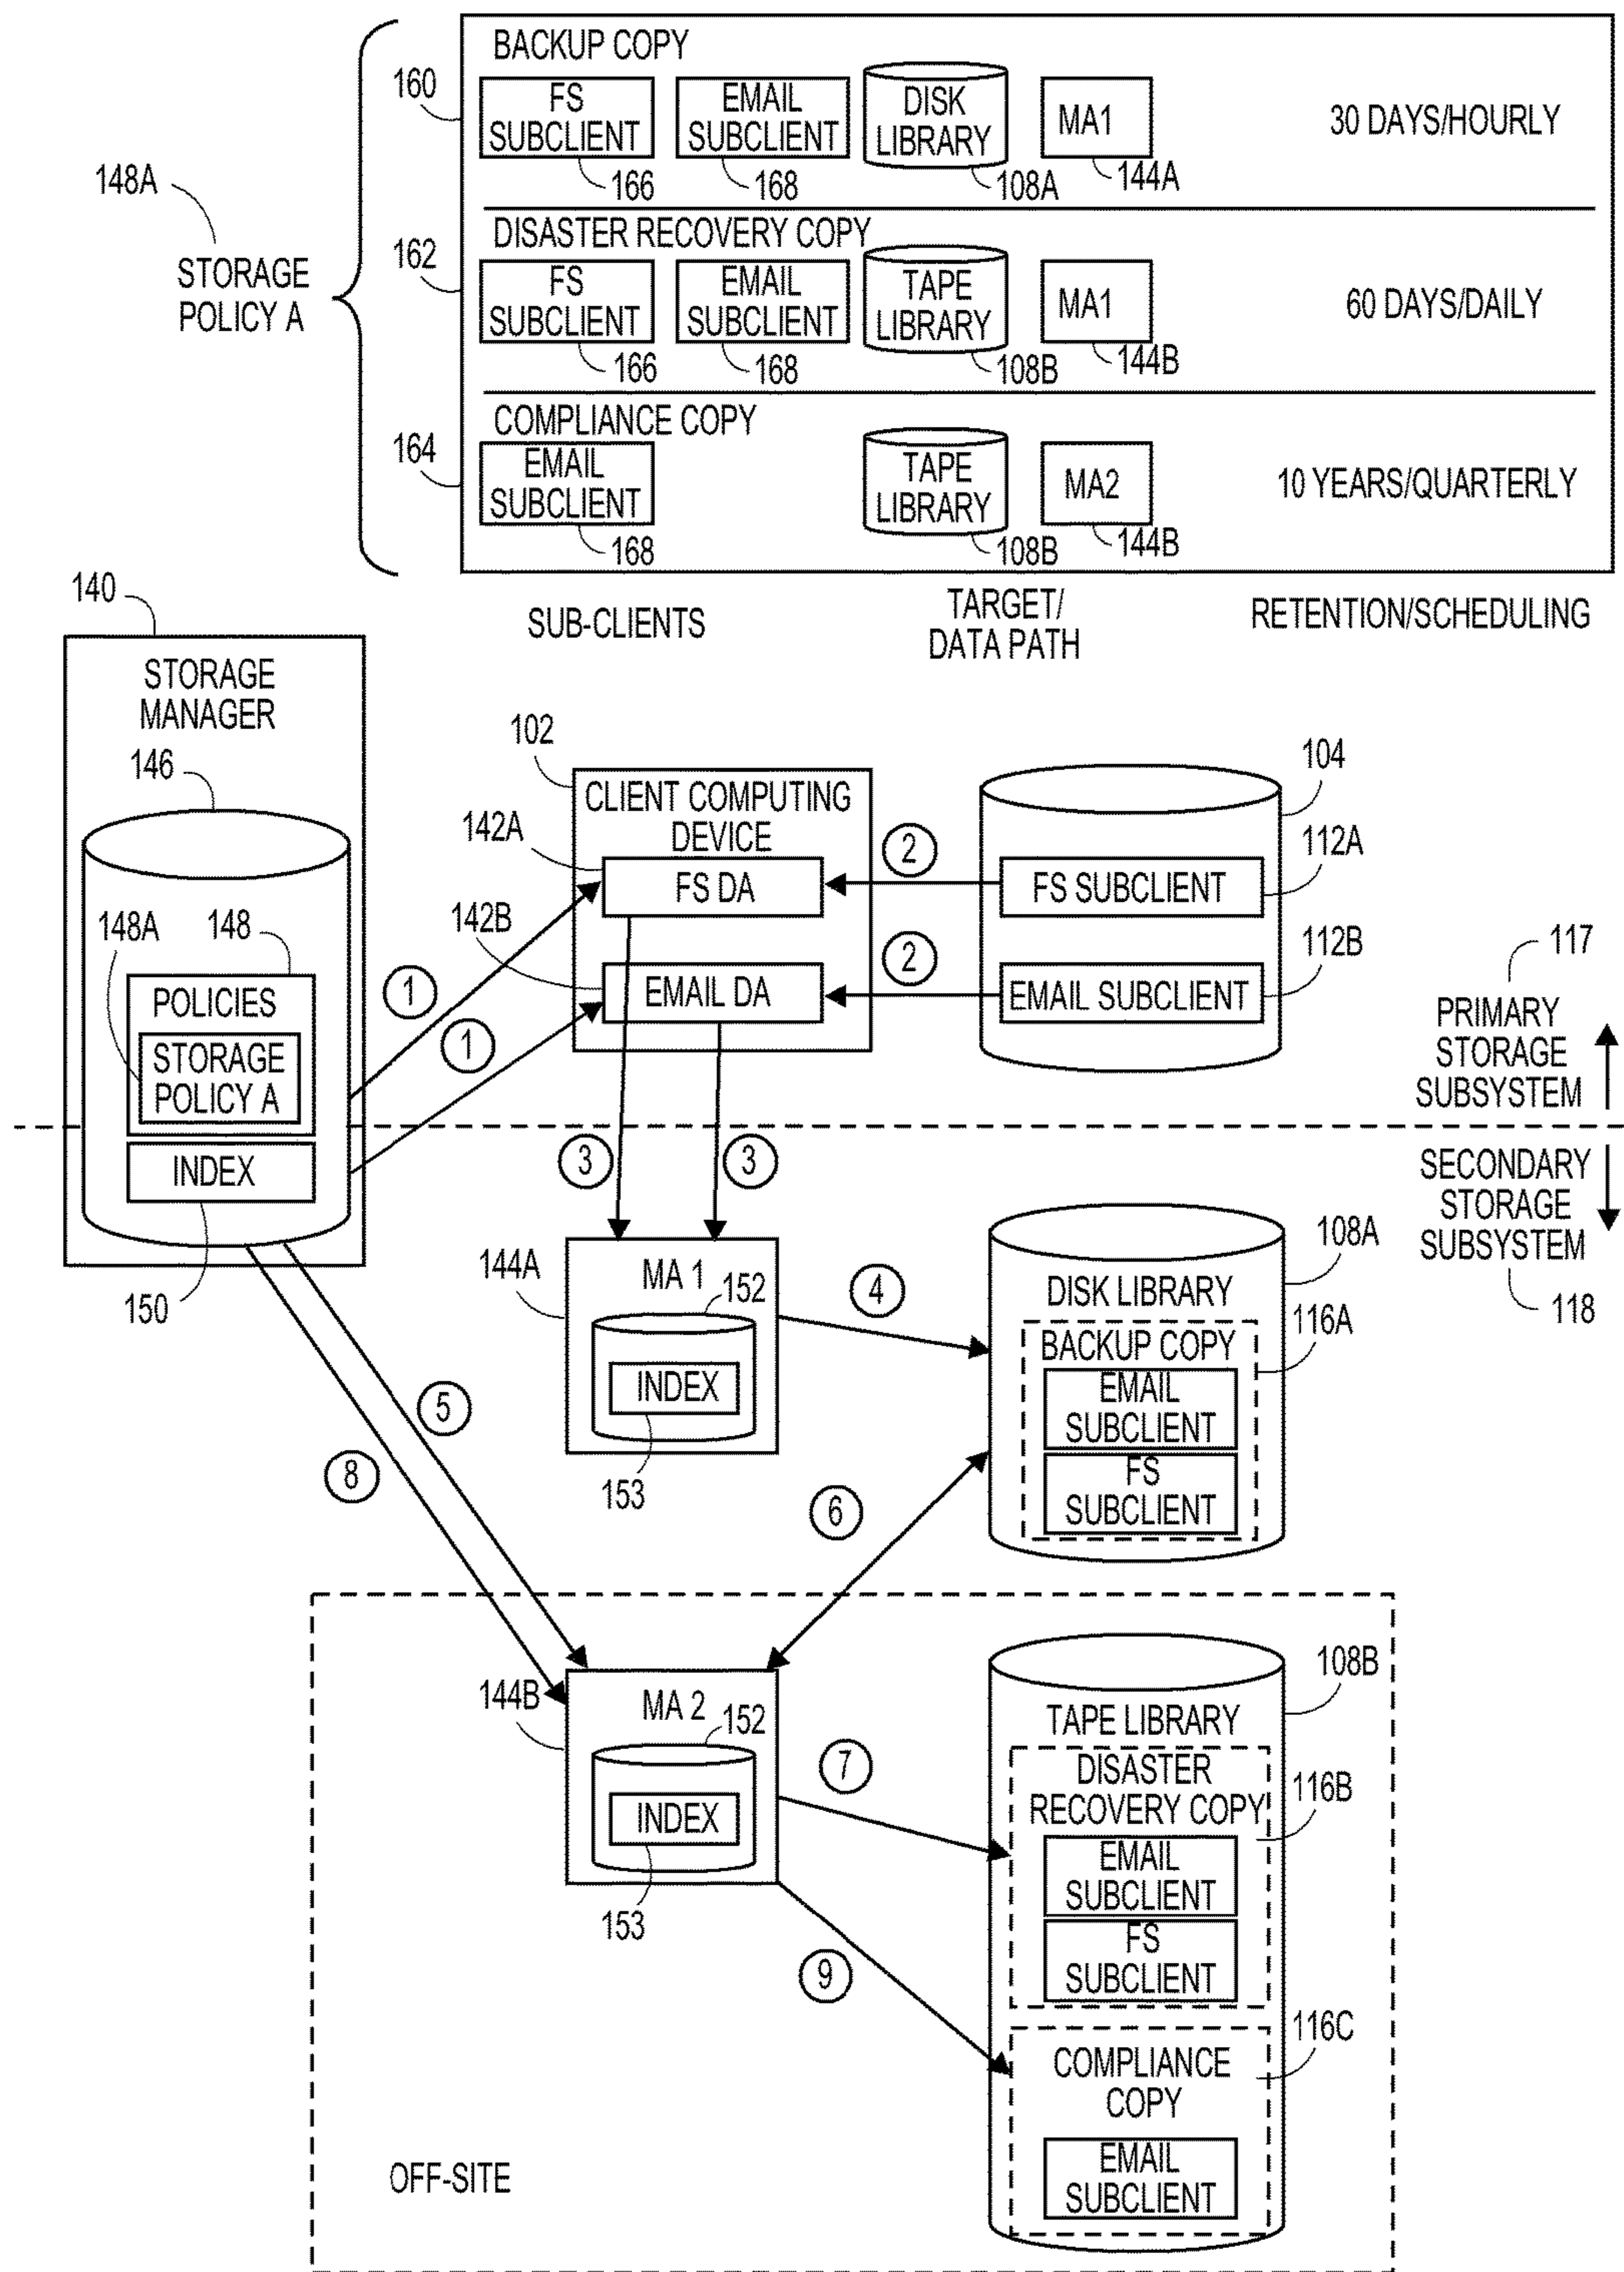 BACKUP COPY
160
FS
SUBCLIENT
166
EMAIL
SUBCLIENT
168
DISK
LIBRARY
108A
MA1
144A
30 DAYS/HOURLY
148A
STORAGE
POLICY A
DISASTER RECOVERY COPY
162
FS
SUBCLIENT
166
EMAIL
SUBCLIENT
168
TAPE
LIBRARY
108B
MA1
144B
60 DAYS/DAILY
COMPLIANCE COPY
164
EMAIL
SUBCLIENT
168
TAPE
LIBRARY
108B
MA2
144B
10 YEARS/QUARTERLY
SUB-CLIENTS
TARGET/
DATA PATH
RETENTION/SCHEDULING
140
STORAGE
MANAGER
146
148A
148
POLICIES
STORAGE
POLICY A
INDEX
150
102
CLIENT COMPUTING
DEVICE
142A
FS DA
142B
EMAIL DA
104
FS SUBCLIENT
112A
EMAIL SUBCLIENT
112B
1
1
2
2
3
3
117
PRIMARY
STORAGE
SUBSYSTEM
SECONDARY
STORAGE
SUBSYSTEM
118
144A
MA 1
152
INDEX
153
4
108A
DISK LIBRARY
116A
BACKUP COPY
EMAIL
SUBCLIENT
FS
SUBCLIENT
5
8
6
144B
MA 2
152
INDEX
153
7
9
108B
TAPE LIBRARY
DISASTER
RECOVERY COPY
116B
EMAIL
SUBCLIENT
FS
SUBCLIENT
116C
COMPLIANCE
COPY
EMAIL
SUBCLIENT
OFF-SITE